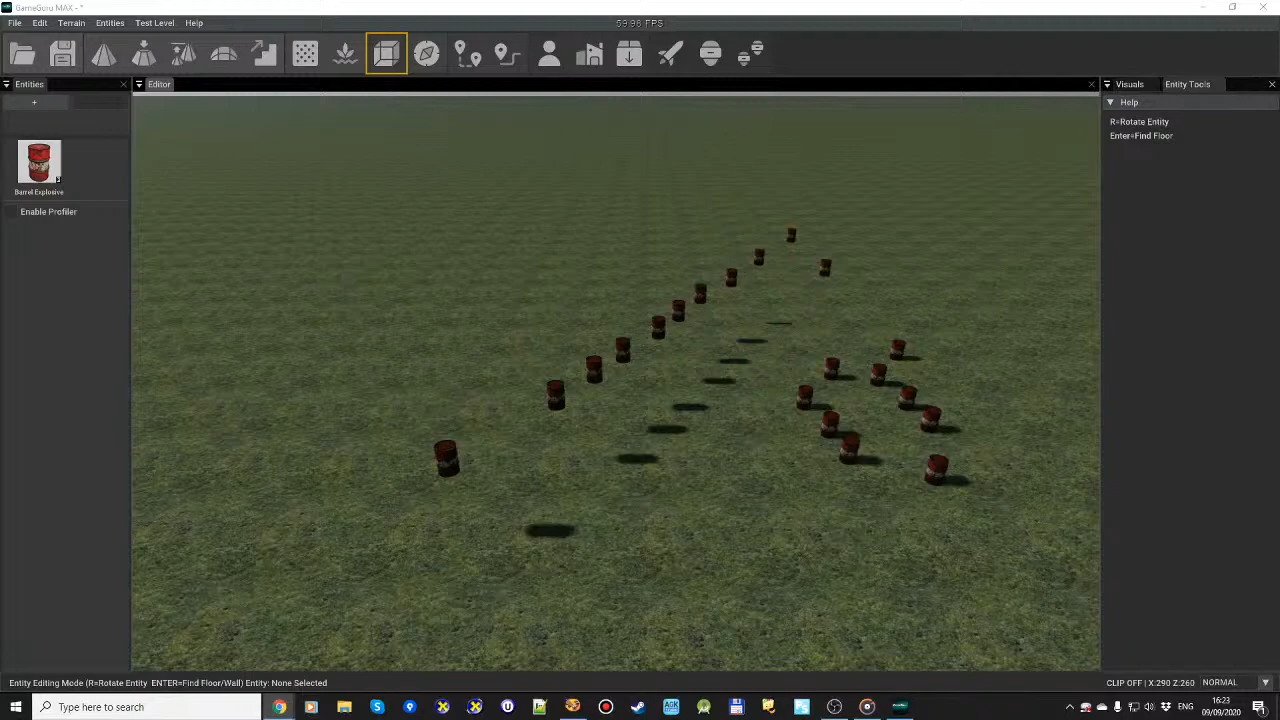 GameGuru MAX - *
File Edit Terrain Entities Test Level Help
59.98 FPS
Entities
Editor
Visuals
Entity Tools
+
Help
R=Rotate Entity
Enter=Find Floor
Barrel Explosive
Enable Profiler
Entity Editing Mode (R=Rotate Entity ENTER=Find Floor/Wall) Entity: None Selected
CLIP OFF | X:290 Z:260 NORMAL
Type here to search
16:23
09/09/2020